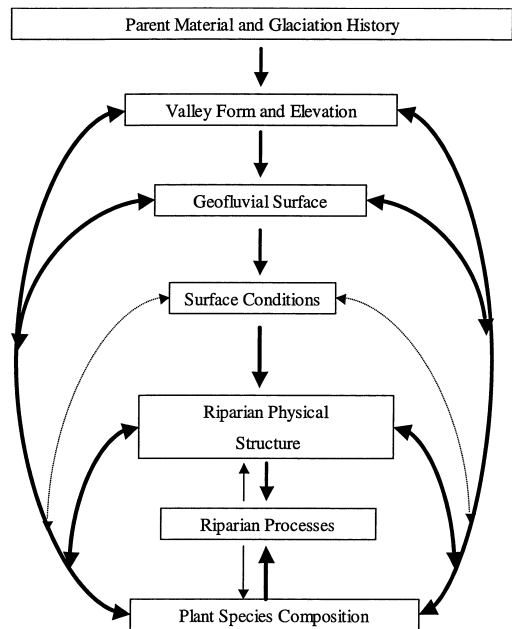 Parent Material and Glaciation History
Valley Form and Elevation
Geofluvial Surface
Surface Conditions
Riparian Physical
Structure
Riparian Processes
Plant Species Composition